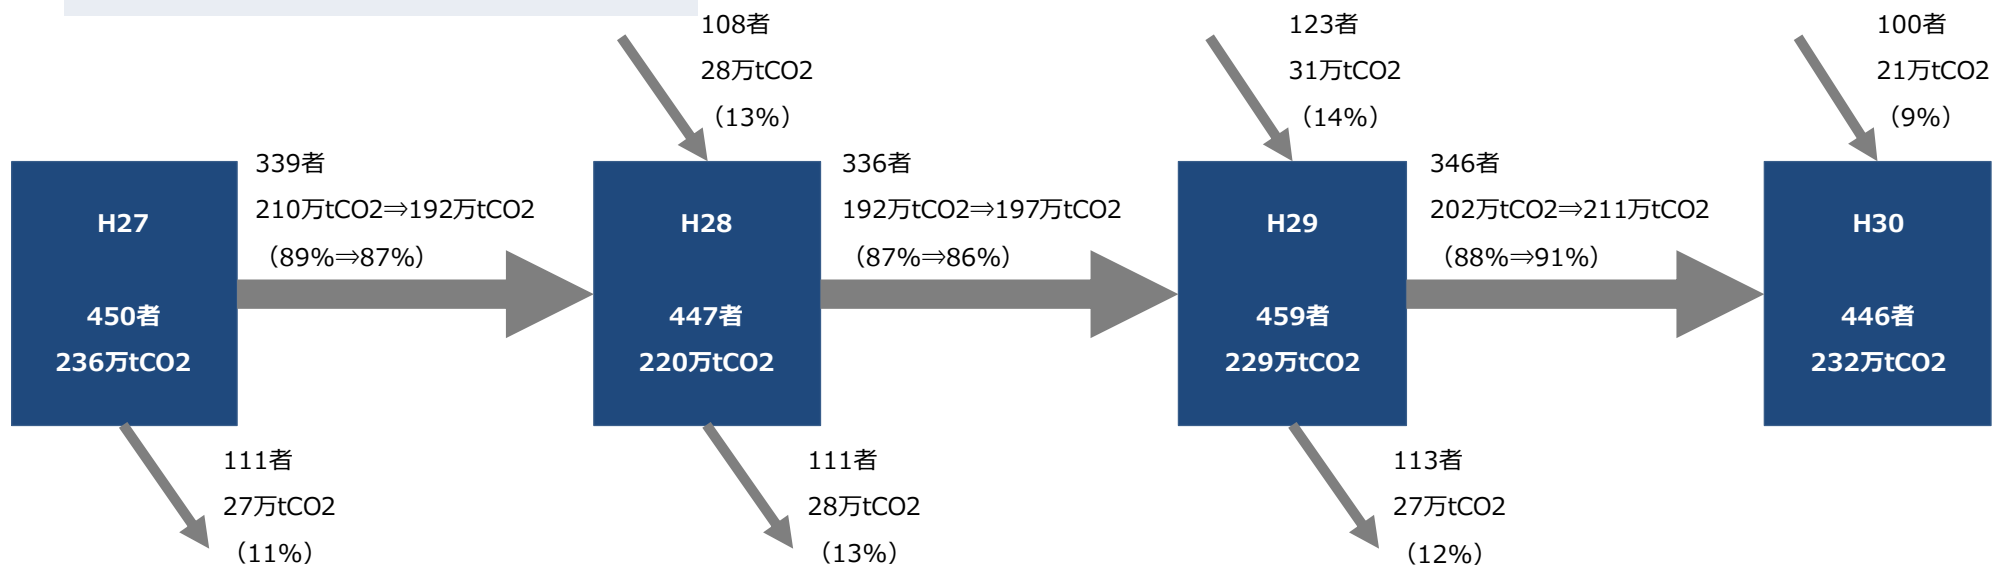 108者
28万tCO2
（13%）
123者
31万tCO2
（14%）
100者
21万tCO2
（9%）
H27
450者
236万tCO2
339者
210万tCO2⇒192万tCO2
（89%⇒87%）
H28
447者
220万tCO2
336者
192万tCO2⇒197万tCO2
（87%⇒86%）
H29
459者
229万tCO2
346者
202万tCO2⇒211万tCO2
（88%⇒91%）
H30
446者
232万tCO2
111者
27万tCO2
（11%）
111者
28万tCO2
（13%）
113者
27万tCO2
（12%）